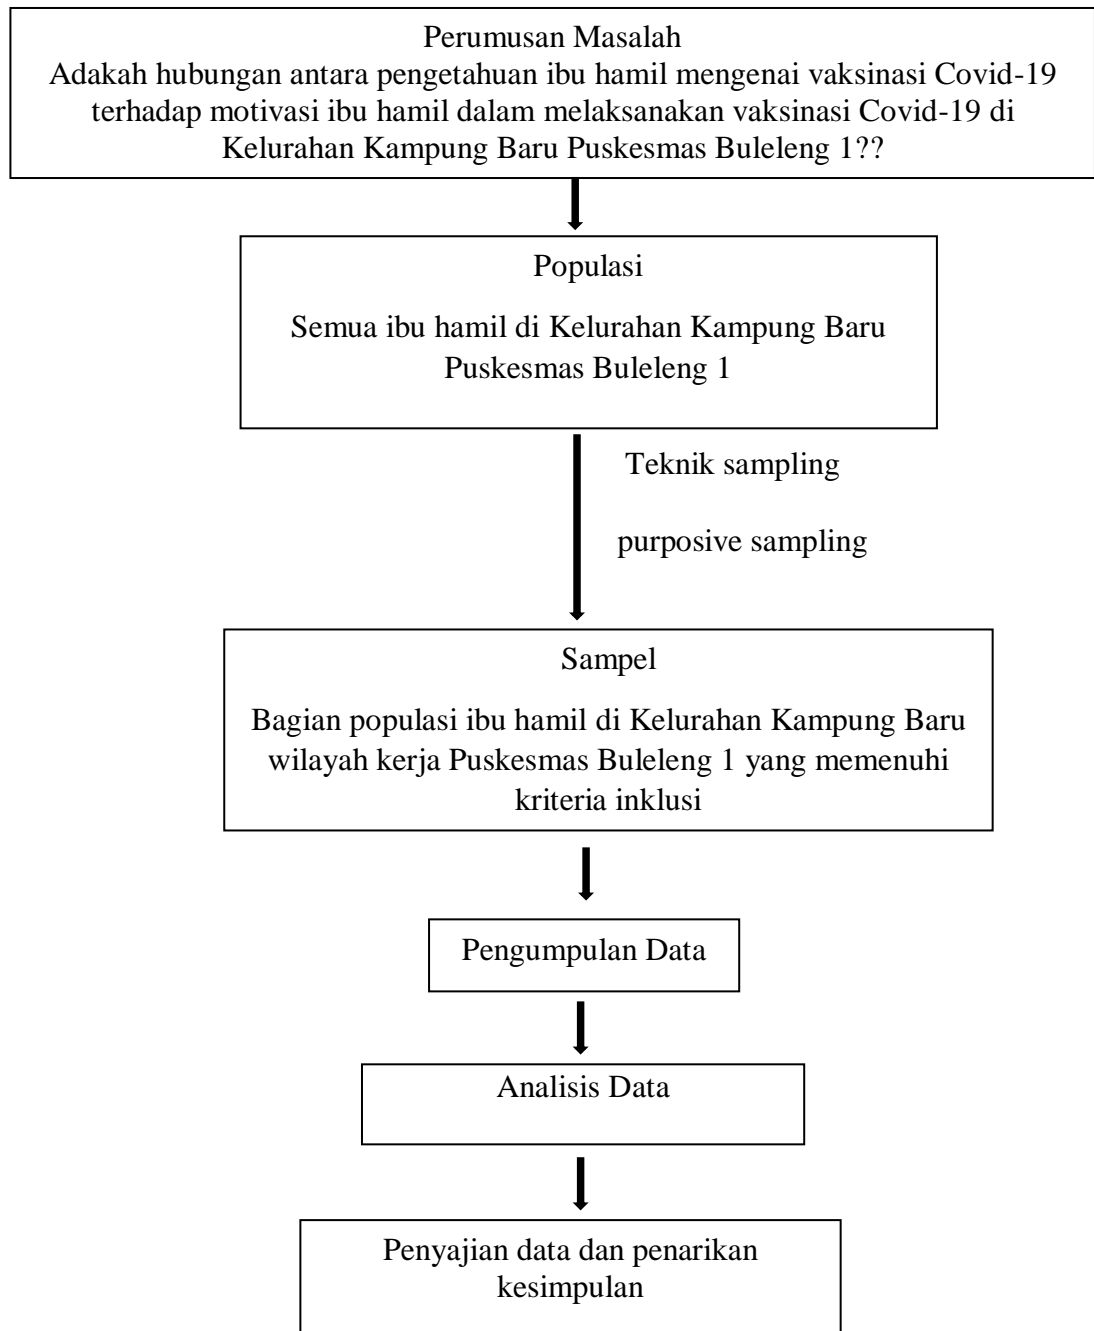 Perumusan Masalah
Adakah hubungan antara pengetahuan ibu hamil mengenai vaksinasi Covid-19
terhadap motivasi ibu hamil dalam melaksanakan vaksinasi Covid-19 di
Kelurahan Kampung Baru Puskesmas Buleleng 1??
Populasi
Semua ibu hamil di Kelurahan Kampung Baru
Puskesmas Buleleng 1
Teknik sampling
purposive sampling
Sampel
Bagian populasi ibu hamil di Kelurahan Kampung Baru
wilayah kerja Puskesmas Buleleng 1 yang memenuhi
kriteria inklusi
Pengumpulan Data
Analisis Data
Penyajian data dan penarikan
kesimpulan